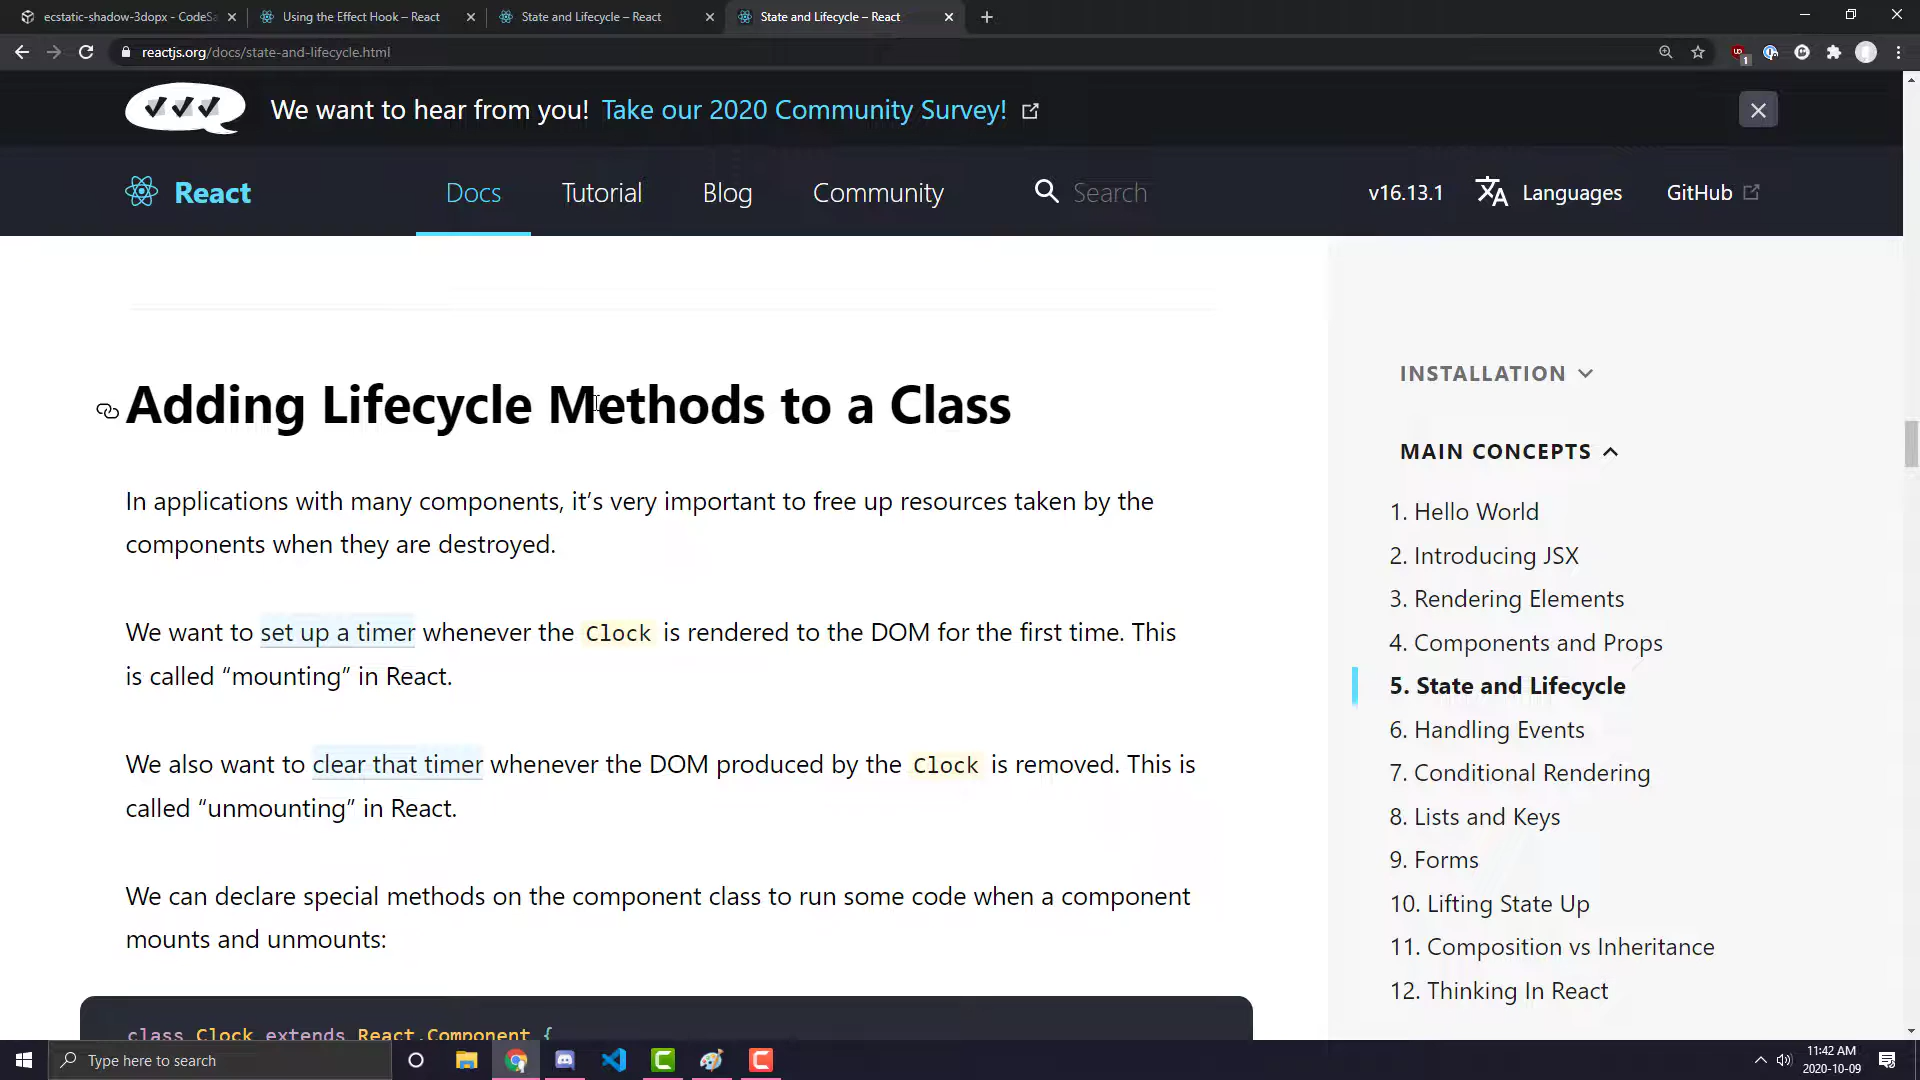 ecstatic-shadow-3dopx - CodeSa
Using the Effect Hook – React
State and Lifecycle – React
State and Lifecycle – React
reactjs.org/docs/state-and-lifecycle.html
1
We want to hear from you! Take our 2020 Community Survey!
React
Docs
Tutorial
Blog
Community
Search
v16.13.1
Languages
GitHub
Adding Lifecycle Methods to a Class
In applications with many components, it’s very important to free up resources taken by the
components when they are destroyed.
We want to set up a timer whenever the Clock is rendered to the DOM for the first time. This
is called “mounting” in React.
We also want to clear that timer whenever the DOM produced by the Clock is removed. This is
called “unmounting” in React.
We can declare special methods on the component class to run some code when a component
mounts and unmounts:
class Clock extends React.Component {
INSTALLATION
MAIN CONCEPTS
1. Hello World
2. Introducing JSX
3. Rendering Elements
4. Components and Props
5. State and Lifecycle
6. Handling Events
7. Conditional Rendering
8. Lists and Keys
9. Forms
10. Lifting State Up
11. Composition vs Inheritance
12. Thinking In React
Type here to search
11:42 AM
2020-10-09